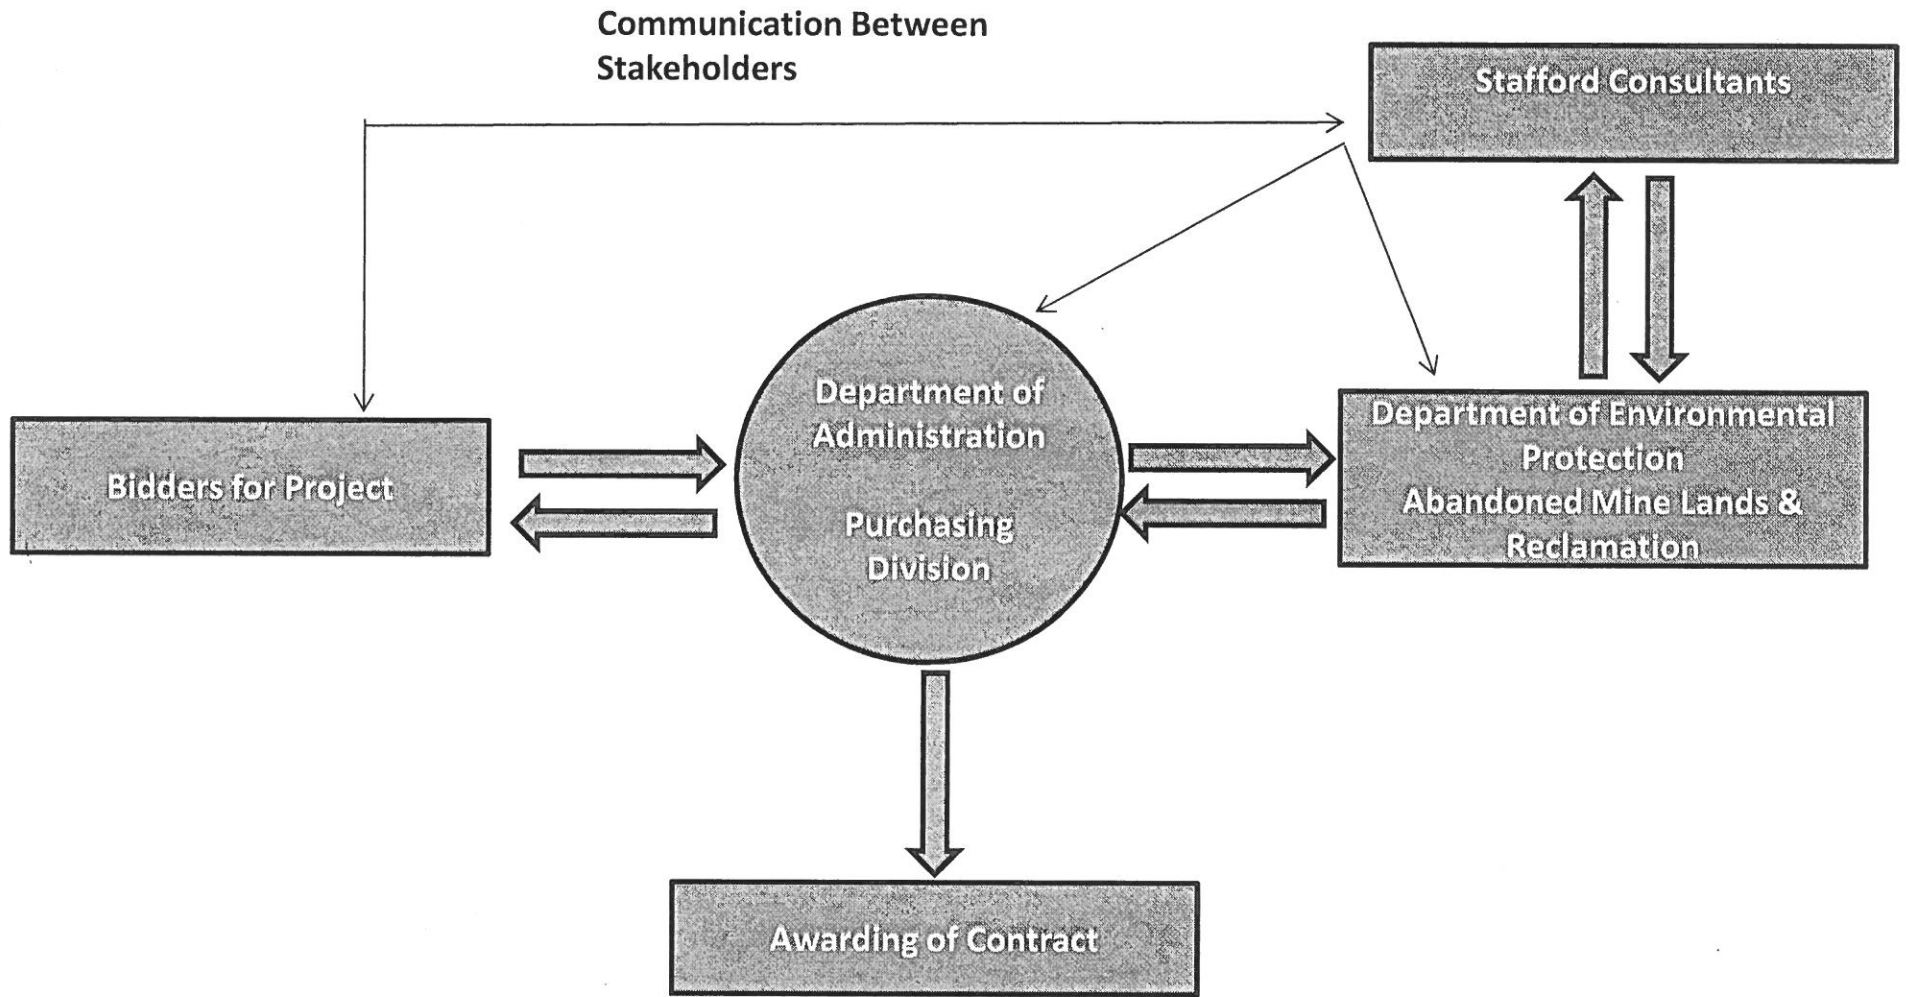 Communication Between
Stakeholders
Stafford Consultants
Department of
Administration
Purchasing
Division
Bidders for Project
Department of Environmental
Protection
Abandoned Mine Lands &
Reclamation
Awarding of Contract